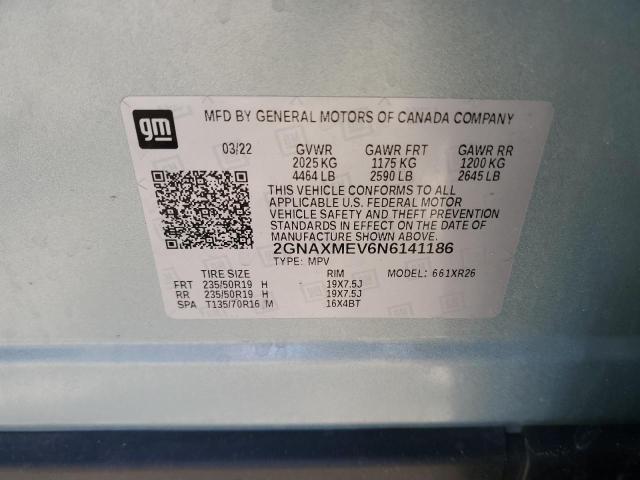 gm
MFD BY GENERAL MOTORS OF CANADA COMPANY
03/22 GVWR GAWR FRT GAWR RR
2025 KG 1175 KG 1200 KG
4464 LB 2590 LB 2645 LB
THIS VEHICLE CONFORMS TO ALL
APPLICABLE U.S. FEDERAL MOTOR
VEHICLE SAFETY AND THEFT PREVENTION
STANDARDS IN EFFECT ON THE DATE OF
MANUFACTURE SHOWN ABOVE.
2GNAXMEV6N6141186
TYPE: MPV MODEL: 661XR26
TIRE SIZE RIM
FRT 235/50R19 H 19X7.5J
RR 235/50R19 H 19X7.5J
SPA T135/70R16 M 16X4BT